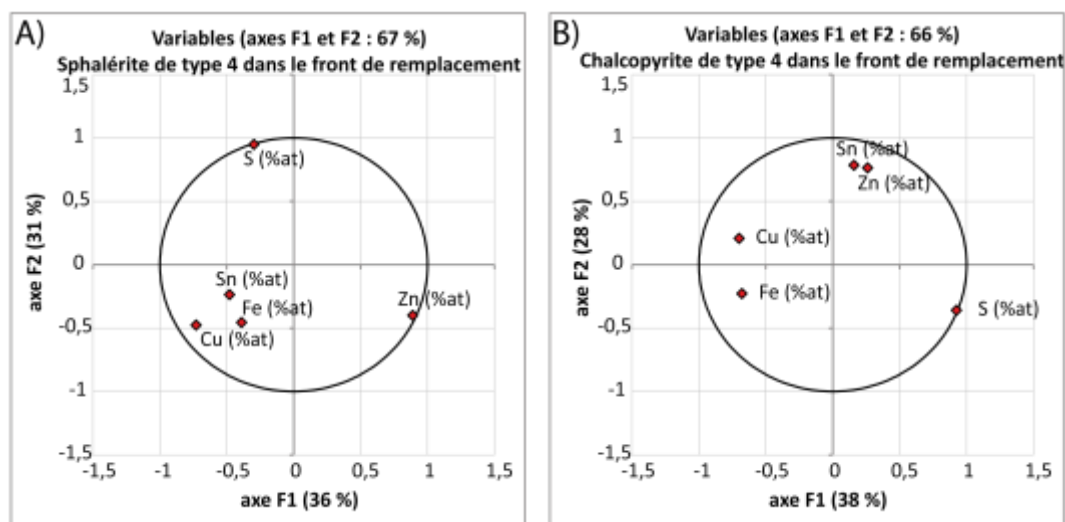 A)
Variables (axes F1 et F2 : 67 %)
Sphalérite de type 4 dans le front de remplacement
1,5
1
0,5
0
-0,5
-1
-1,5
-1,5
-1
-0,5
0
0,5
1
1,5
axe F2 (31 %)
axe F1 (36 %)
S (%at)
Sn (%at)
Fe (%at)
Cu (%at)
Zn (%at)
B)
Variables (axes F1 et F2 : 66 %)
Chalcopyrite de type 4 dans le front de remplacement
1,5
1
0,5
0
-0,5
-1
-1,5
-1,5
-1
-0,5
0
0,5
1
1,5
axe F2 (28 %)
axe F1 (38 %)
Sn (%at)
Zn (%at)
Cu (%at)
Fe (%at)
S (%at)